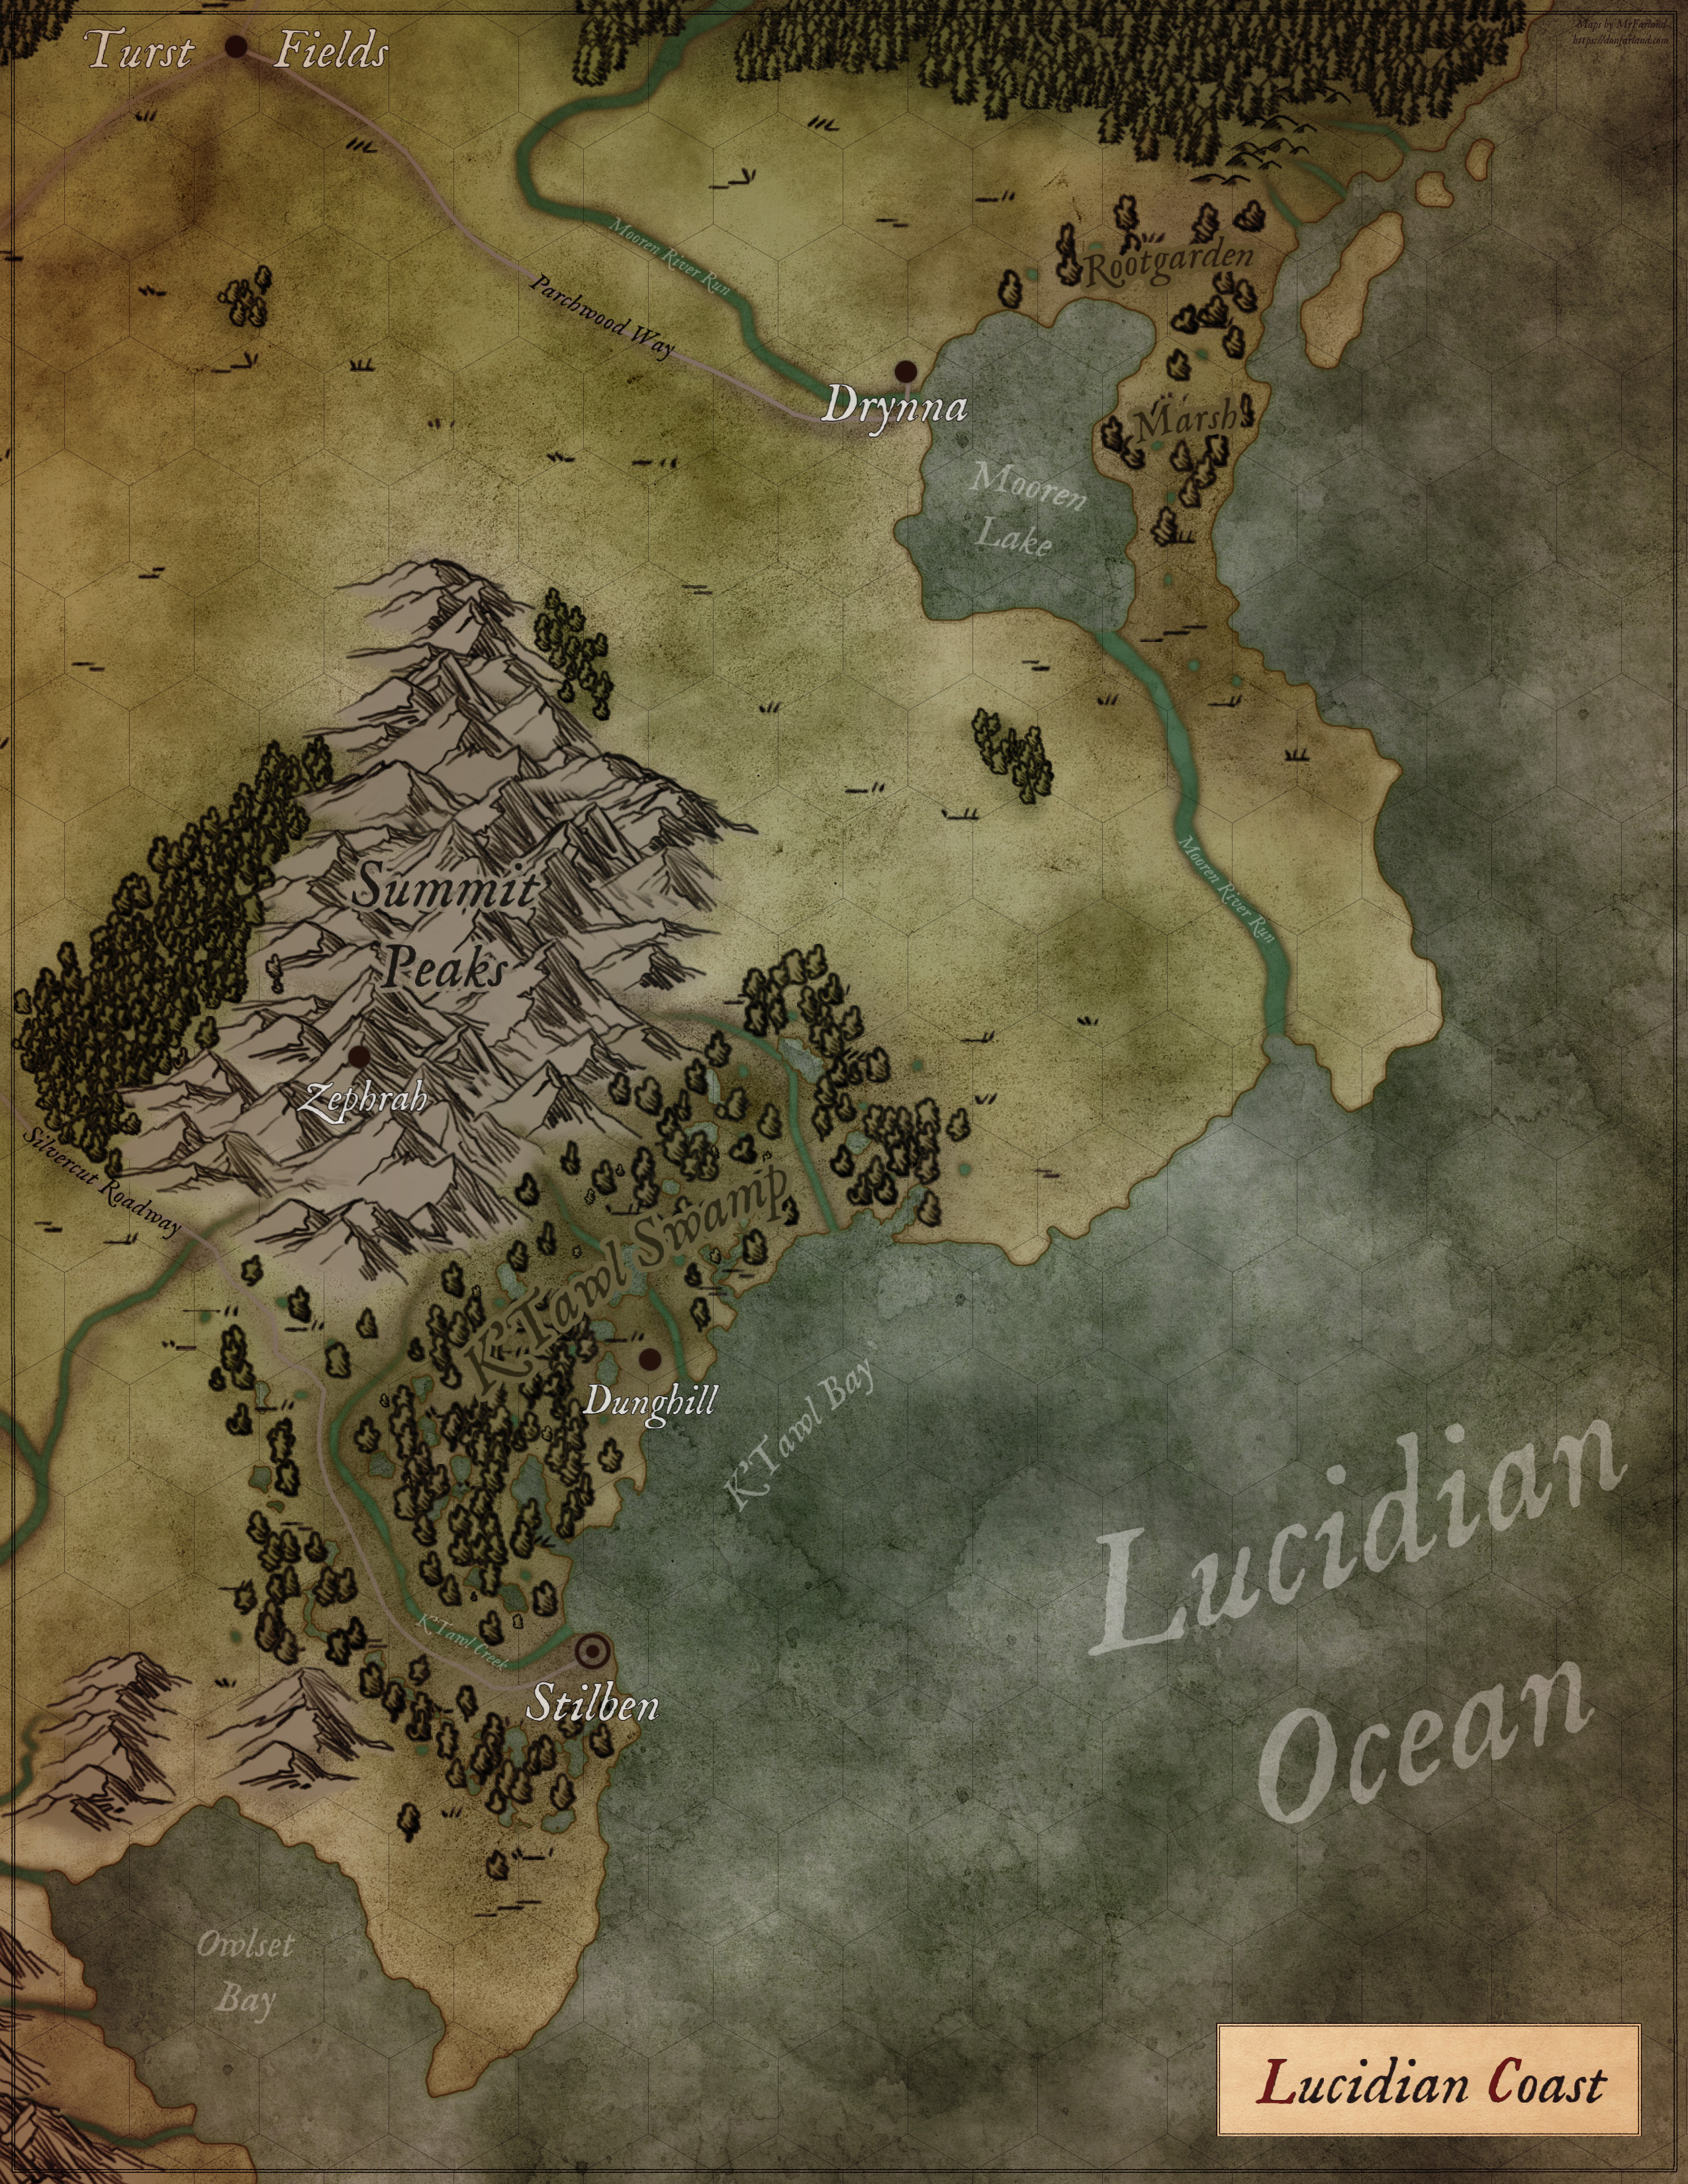 Maps by MrFarland
https://donfarland.com
Turst Fields
Mooren River Run
Rootgarden
Parchwood Way
Drynna
Marsh
Mooren
Lake
Summit
Peaks
Mooren River Run
Zephrah
Silvercut Roadway
K'Tawl Swamp
Dunghill
K'Tawl Bay
Lucidian
Ocean
K'Tawl Creek
Stilben
Owlset
Bay
Lucidian Coast